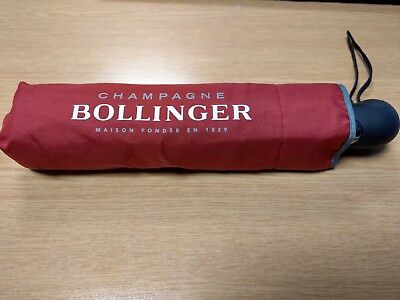 CHAMPAGNE
BOLLINGER
MAISON FONDÉE EN 1829